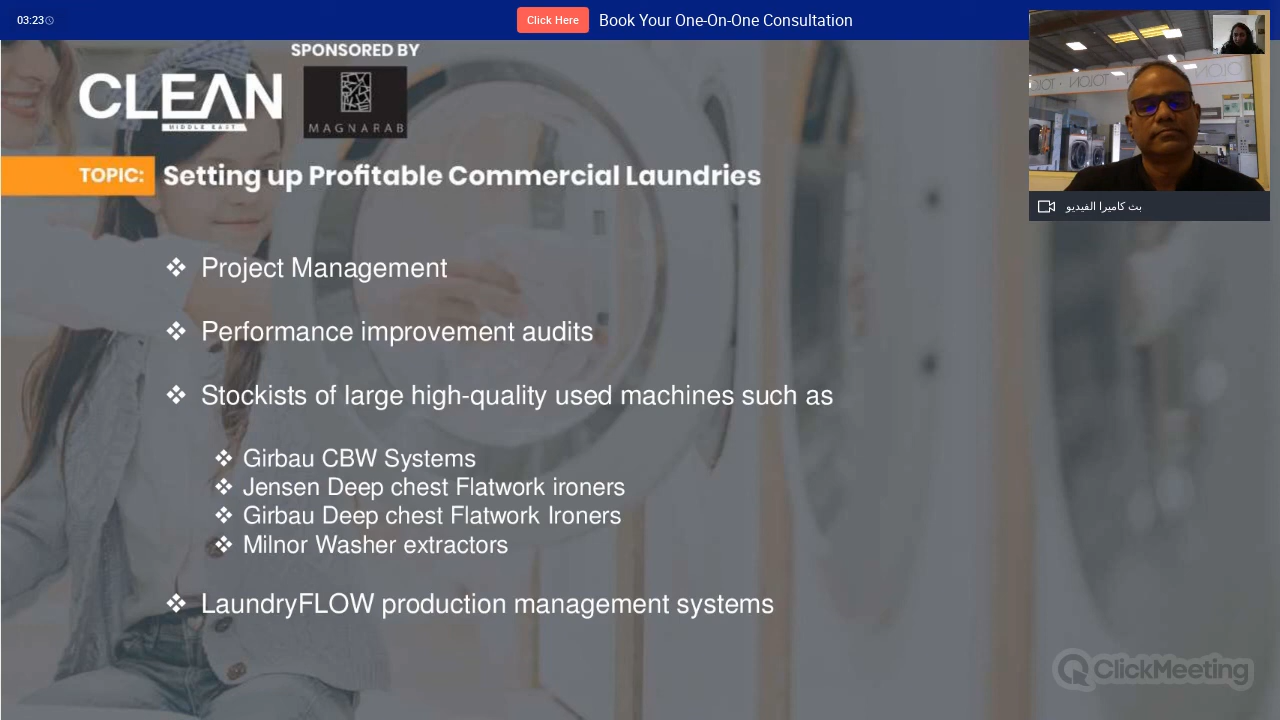 03:23
Click Here
Book Your One-On-One Consultation
SPONSORED BY
CLEAN
MIDDLE EAST
MAGNARAB
TOPIC:
Setting up Profitable Commercial Laundries
بث كاميرا الفيديو
❖ Project Management
❖ Performance improvement audits
❖ Stockists of large high-quality used machines such as
❖ Girbau CBW Systems
❖ Jensen Deep chest Flatwork ironers
❖ Girbau Deep chest Flatwork Ironers
❖ Milnor Washer extractors
❖ LaundryFLOW production management systems
ClickMeeting